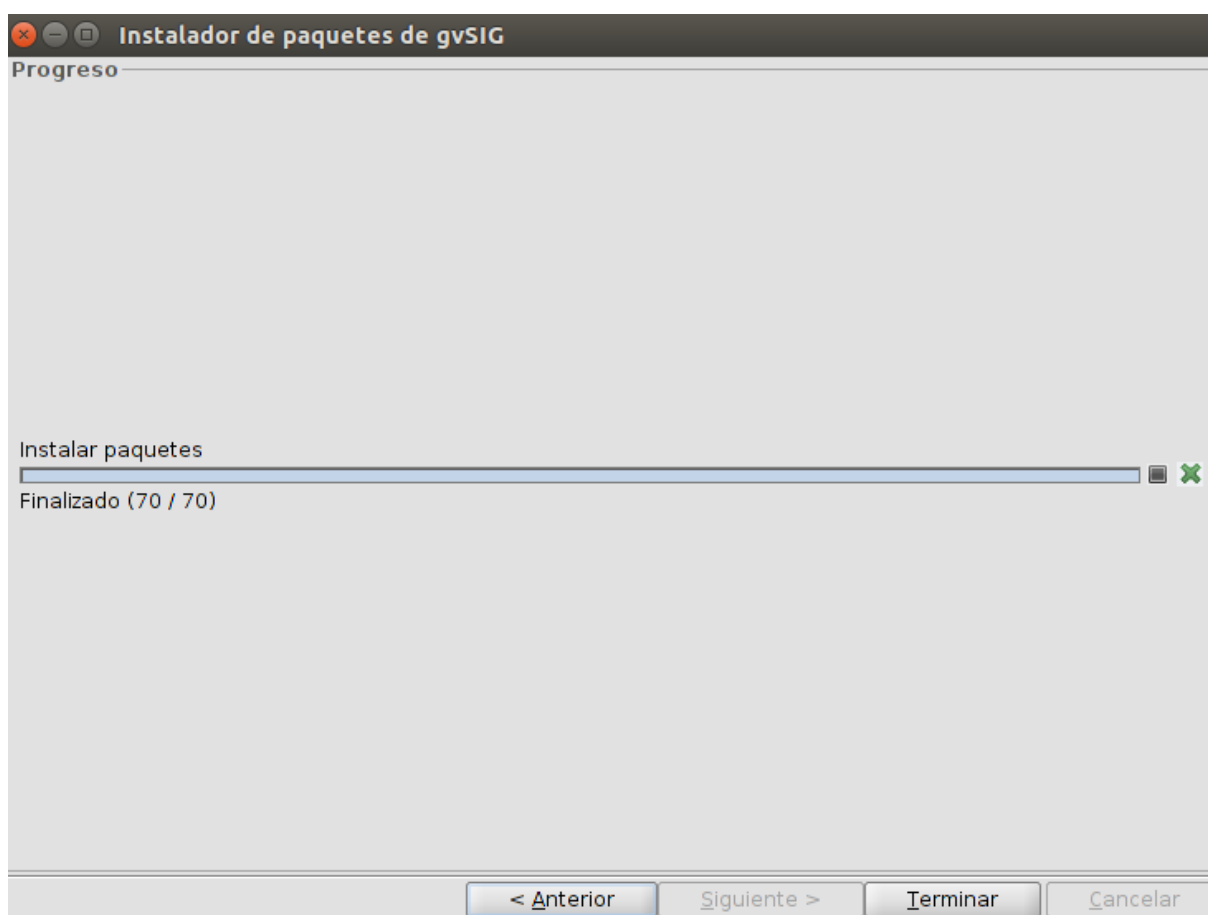 Instalador de paquetes de gvSIG
Progreso
Instalar paquetes
Finalizado (70 / 70)
< Anterior Siguiente > Terminar Cancelar